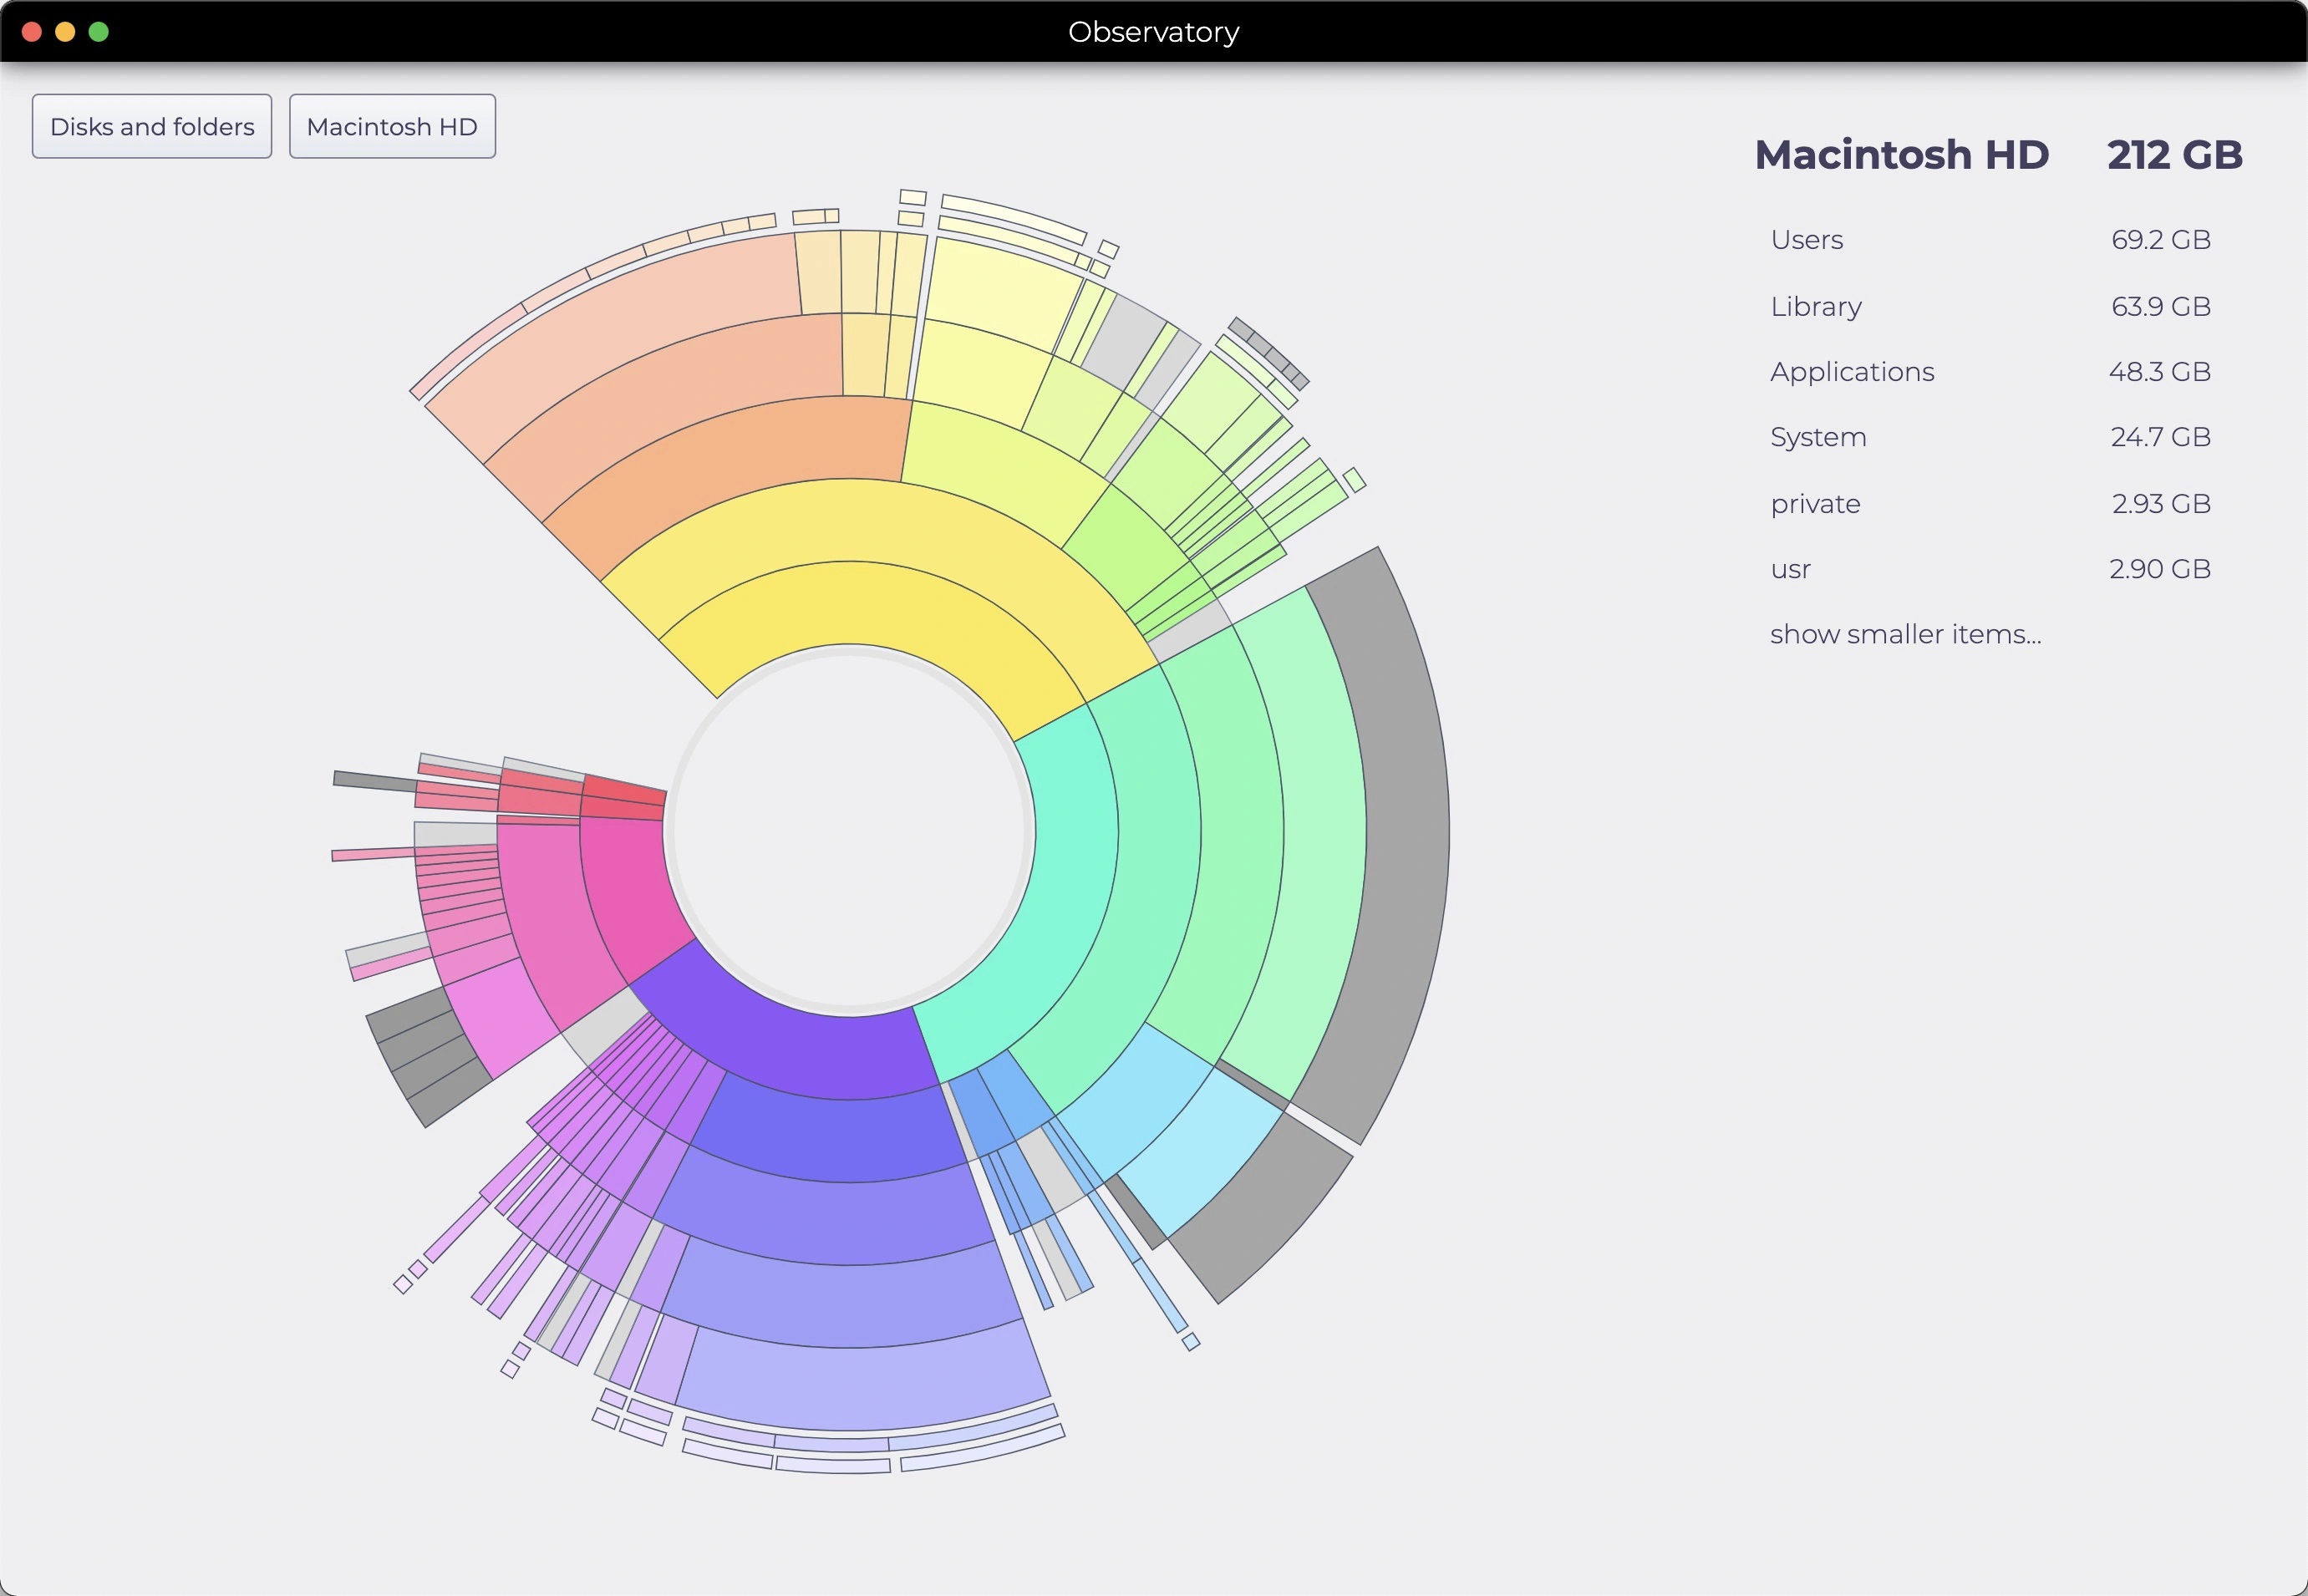 Observatory
Disks and folders
Macintosh HD
Macintosh HD 212 GB
Users 69.2 GB
Library 63.9 GB
Applications 48.3 GB
System 24.7 GB
private 2.93 GB
usr 2.90 GB
show smaller items...